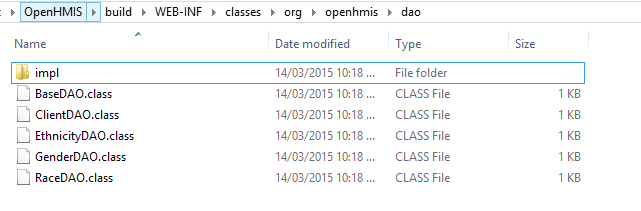 OpenHMIS build WEB-INF classes org openhmis dao
Name Date modified Type Size
impl 14/03/2015 10:18 ... File folder
BaseDAO.class 14/03/2015 10:18 ... CLASS File 1 KB
ClientDAO.class 14/03/2015 10:18 ... CLASS File 1 KB
EthnicityDAO.class 14/03/2015 10:18 ... CLASS File 1 KB
GenderDAO.class 14/03/2015 10:18 ... CLASS File 1 KB
RaceDAO.class 14/03/2015 10:18 ... CLASS File 1 KB